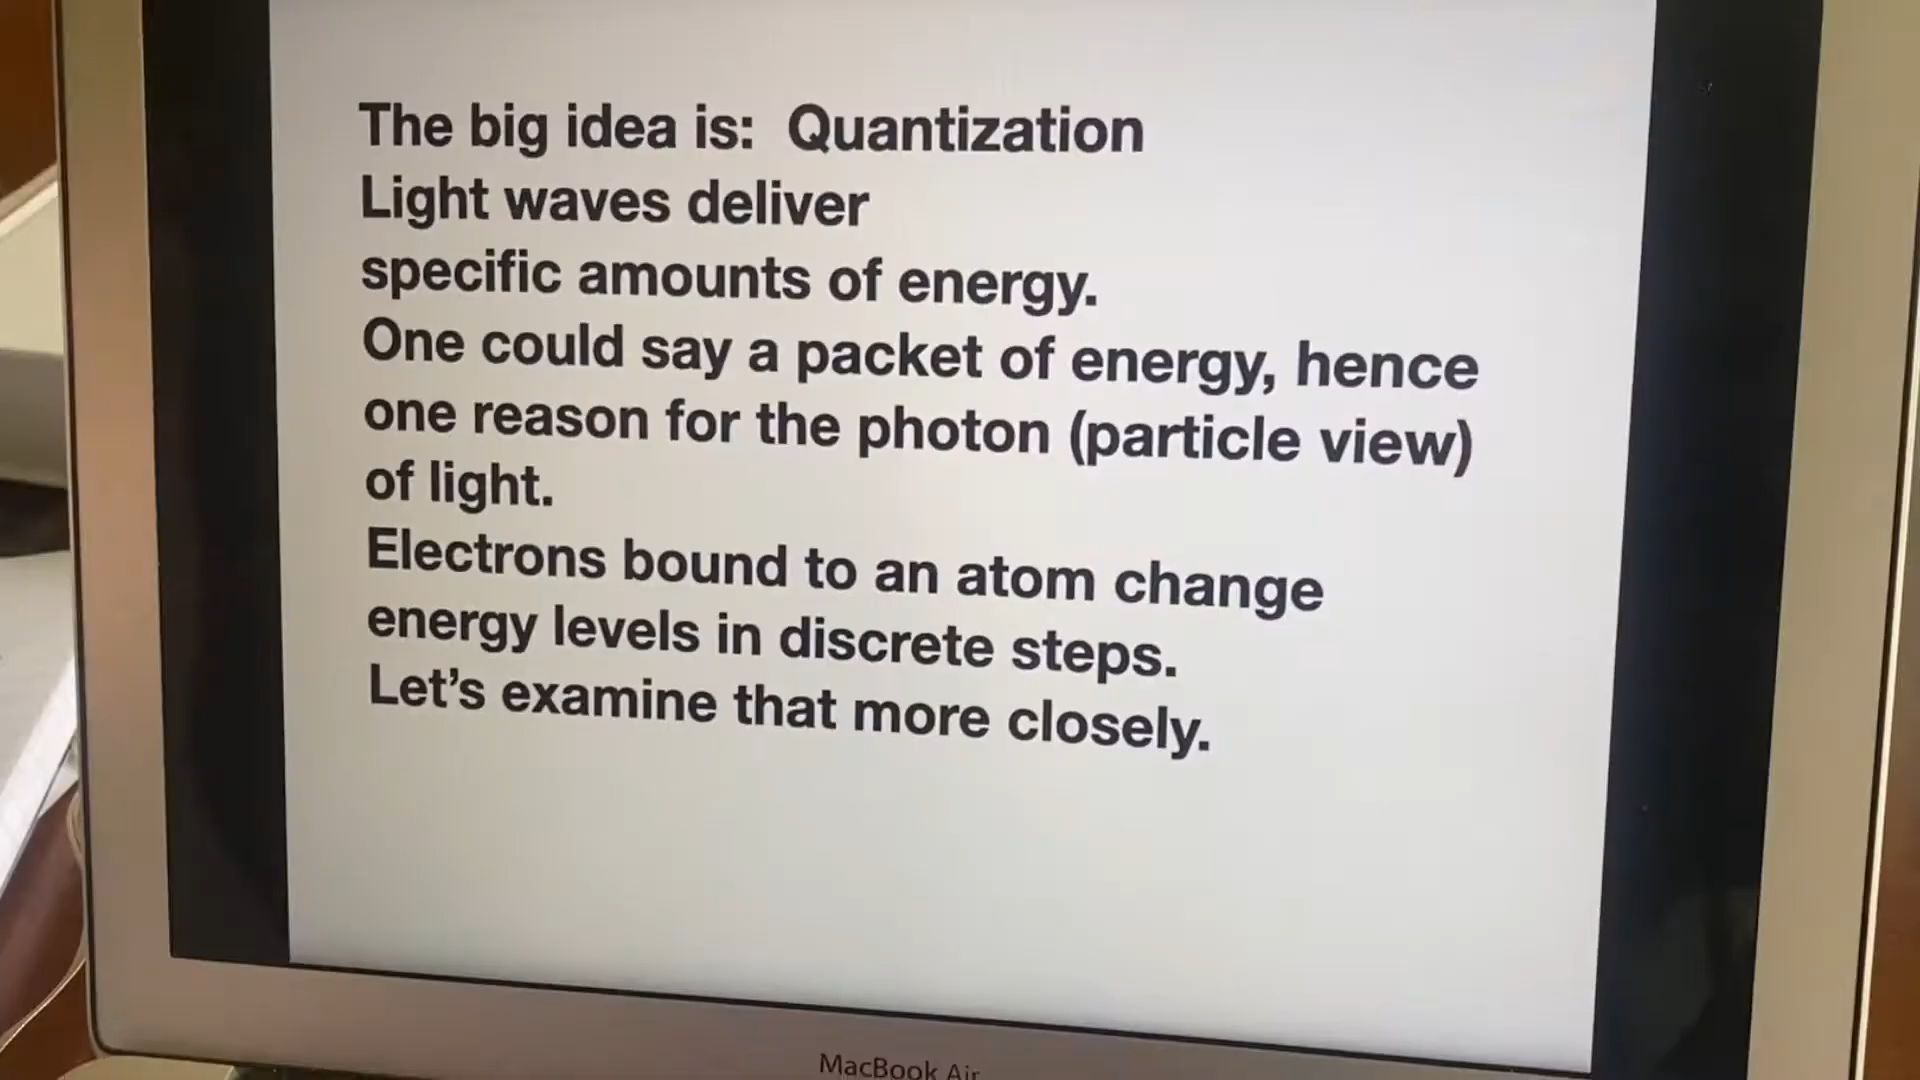 The big idea is: Quantization
Light waves deliver
specific amounts of energy.
One could say a packet of energy, hence
one reason for the photon (particle view)
of light.
Electrons bound to an atom change
energy levels in discrete steps.
Let’s examine that more closely.
MacBook Air